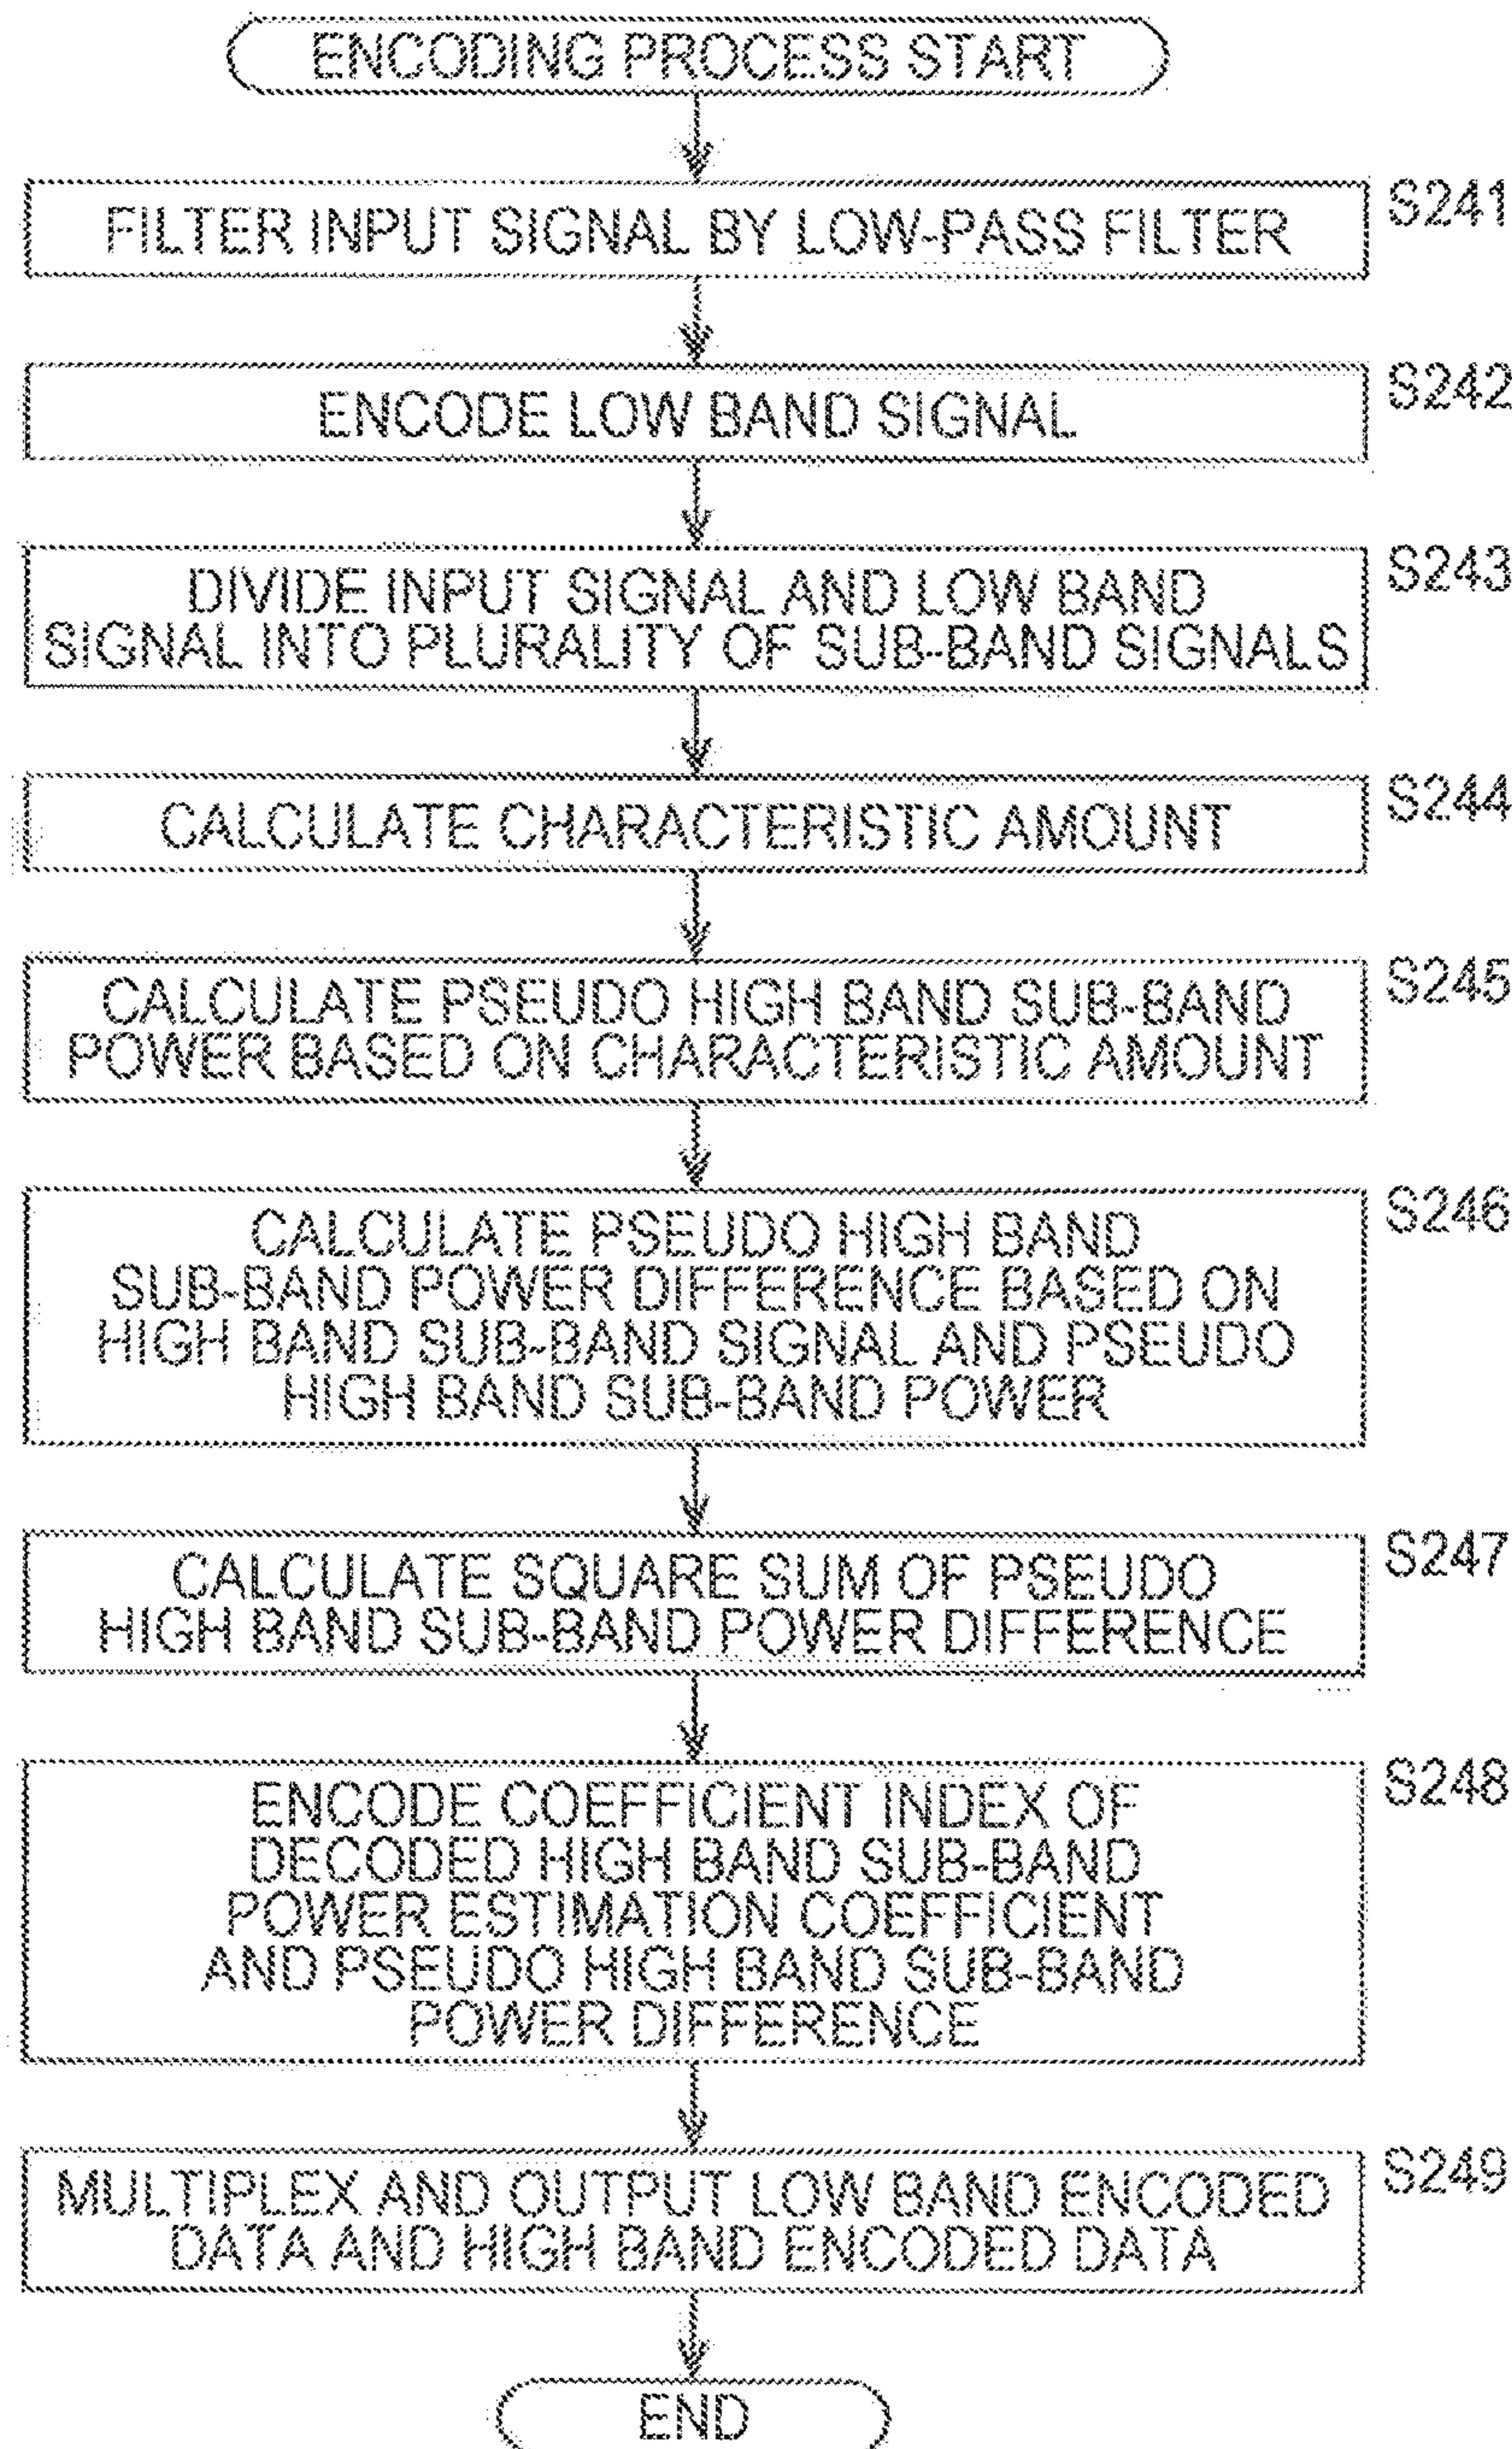 ENCODING PROCESS START
FILTER INPUT SIGNAL BY LOW-PASS FILTER
S241
ENCODE LOW BAND SIGNAL
S242
DIVIDE INPUT SIGNAL AND LOW BAND
SIGNAL INTO PLURALITY OF SUB-BAND SIGNALS
S243
CALCULATE CHARACTERISTIC AMOUNT
S244
CALCULATE PSEUDO HIGH BAND SUB-BAND
POWER BASED ON CHARACTERISTIC AMOUNT
S245
CALCULATE PSEUDO HIGH BAND
SUB-BAND POWER DIFFERENCE BASED ON
HIGH BAND SUB-BAND SIGNAL AND PSEUDO
HIGH BAND SUB-BAND POWER
S246
CALCULATE SQUARE SUM OF PSEUDO
HIGH BAND SUB-BAND POWER DIFFERENCE
S247
ENCODE COEFFICIENT INDEX OF
DECODED HIGH BAND SUB-BAND
POWER ESTIMATION COEFFICIENT
AND PSEUDO HIGH BAND SUB-BAND
POWER DIFFERENCE
S248
MULTIPLEX AND OUTPUT LOW BAND ENCODED
DATA AND HIGH BAND ENCODED DATA
S249
END